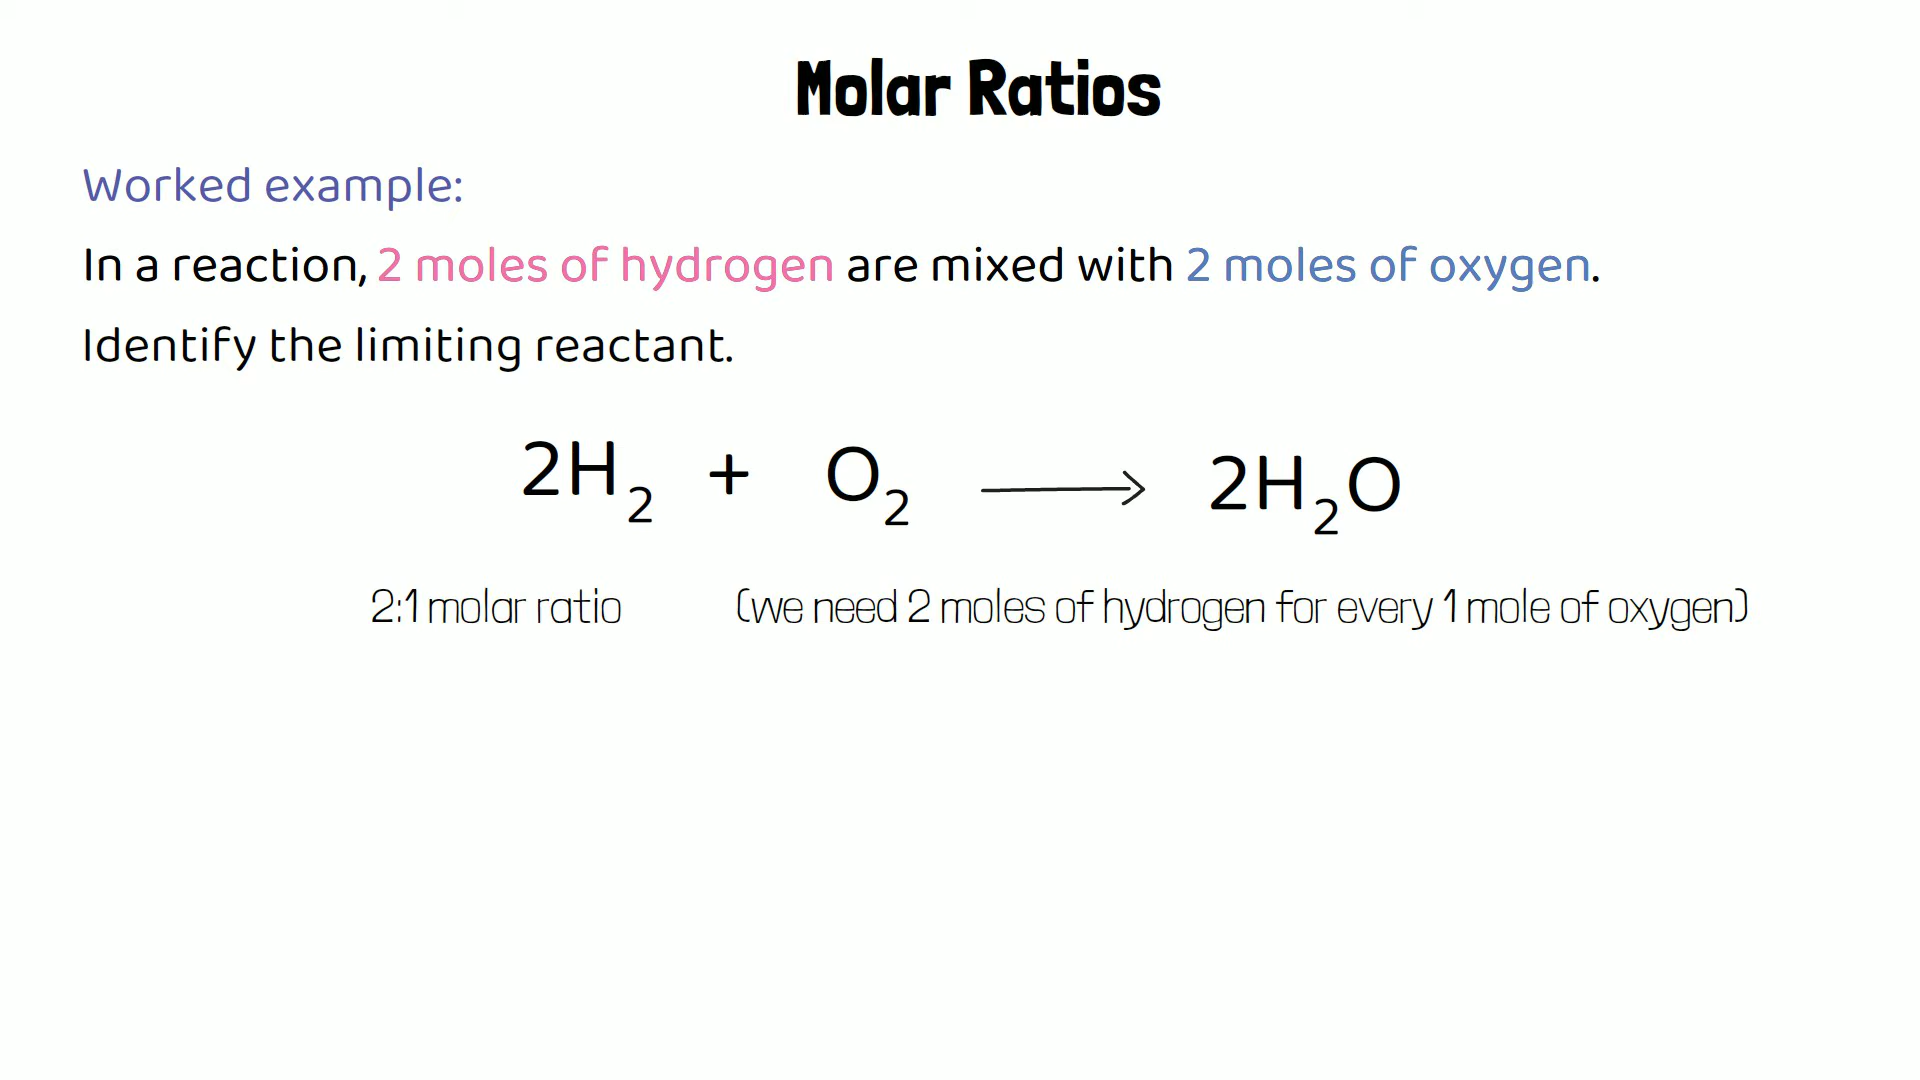 Molar Ratios
Worked example:
In a reaction, 2 moles of hydrogen are mixed with 2 moles of oxygen.
Identify the limiting reactant.
2H₂ + O₂ → 2H₂O
2:1 molar ratio (we need 2 moles of hydrogen for every 1 mole of oxygen)